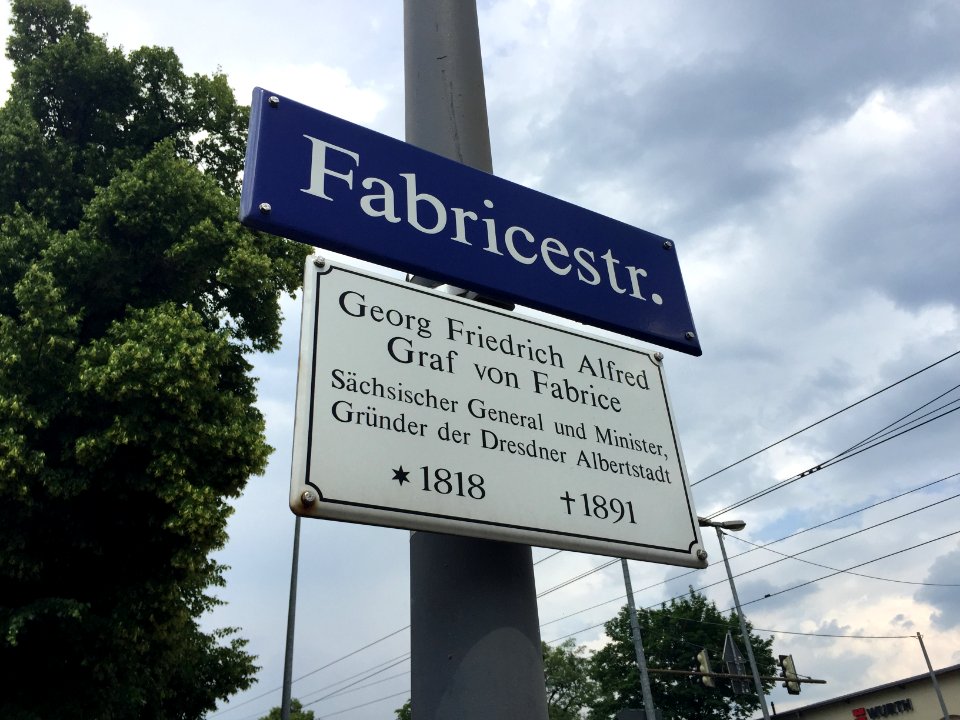 Fabricestr.
Georg Friedrich Alfred
Graf von Fabrice
Sächsischer General und Minister,
Gründer der Dresdner Albertstadt
✶1818 †1891
WÜRTH